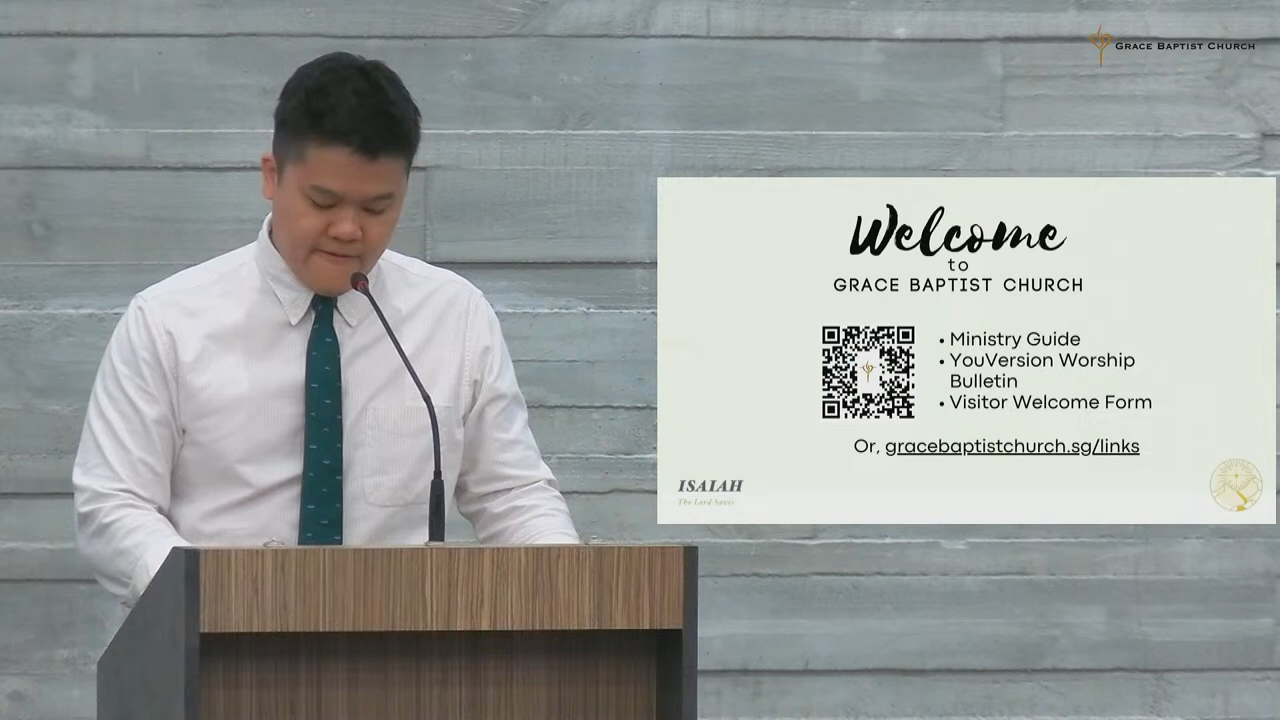 GRACE BAPTIST CHURCH
Welcome
to
GRACE BAPTIST CHURCH
• Ministry Guide
• YouVersion Worship
Bulletin
• Visitor Welcome Form
Or, gracebaptistchurch.sg/links
ISAIAH
The Lord Saves